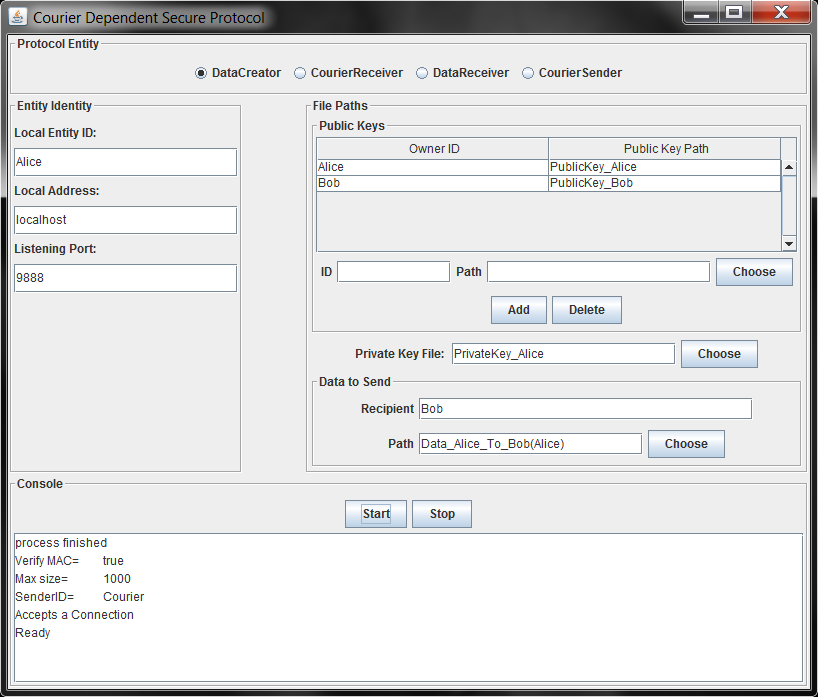 Courier Dependent Secure Protocol
Protocol Entity
DataCreator CourierReceiver DataReceiver CourierSender
Entity Identity
Local Entity ID:
Alice
Local Address:
localhost
Listening Port:
9888
File Paths
Public Keys
Owner ID Public Key Path
Alice PublicKey_Alice
Bob PublicKey_Bob
ID Path Choose
Add Delete
Private Key File: PrivateKey_Alice Choose
Data to Send
Recipient Bob
Path Data_Alice_To_Bob(Alice) Choose
Console
Start Stop
process finished
Verify MAC= true
Max size= 1000
SenderID= Courier
Accepts a Connection
Ready